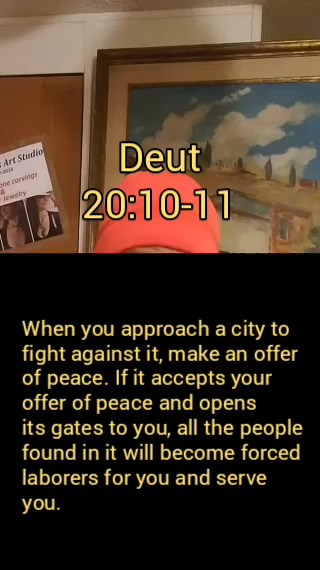 s Art Studio
one corvings
&
r Jewelry
Deut
20:10-11
When you approach a city to
fight against it, make an offer
of peace. If it accepts your
offer of peace and opens
its gates to you, all the people
found in it will become forced
laborers for you and serve
you.